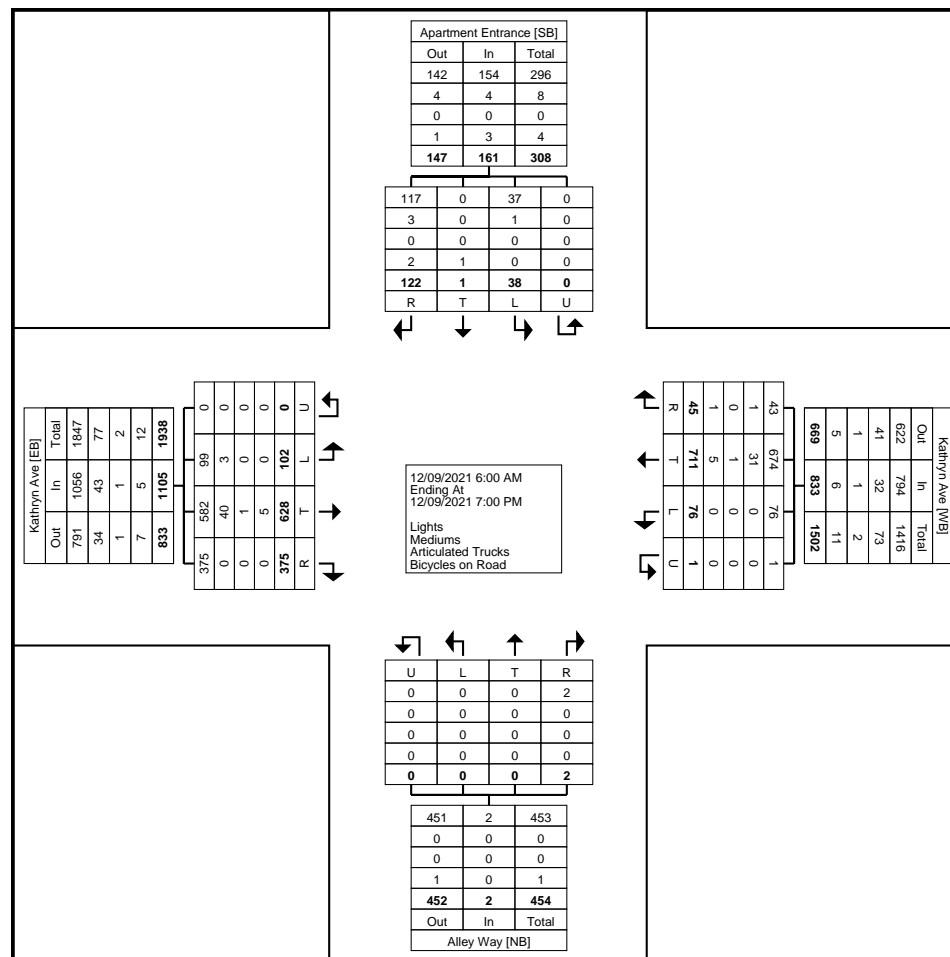 Apartment Entrance [SB]
Out In Total
142 154 296
4 4 8
0 0 0
1 3 4
147 161 308
117 0 37 0
3 0 1 0
0 0 0 0
2 1 0 0
122 1 38 0
R T L U
Kathryn Ave [EB]
Total In Out
1847 1056 791
77 43 34
2 1 1
12 5 7
1938 1105 833
0 99 582 375
0 3 40 0
0 0 1 0
0 0 5 0
0 102 628 375
U L T R
12/09/2021 6:00 AM
Ending At
12/09/2021 7:00 PM
Lights
Mediums
Articulated Trucks
Bicycles on Road
Kathryn Ave [WB]
Out In Total
622 794 1416
41 32 73
1 1 2
5 6 11
669 833 1502
43 674 76 1
1 31 0 0
0 1 0 0
1 5 0 0
45 711 76 1
R T L U
U L T R
0 0 0 2
0 0 0 0
0 0 0 0
0 0 0 0
0 0 0 2
451 2 453
0 0 0
0 0 0
1 0 1
452 2 454
Out In Total
Alley Way [NB]